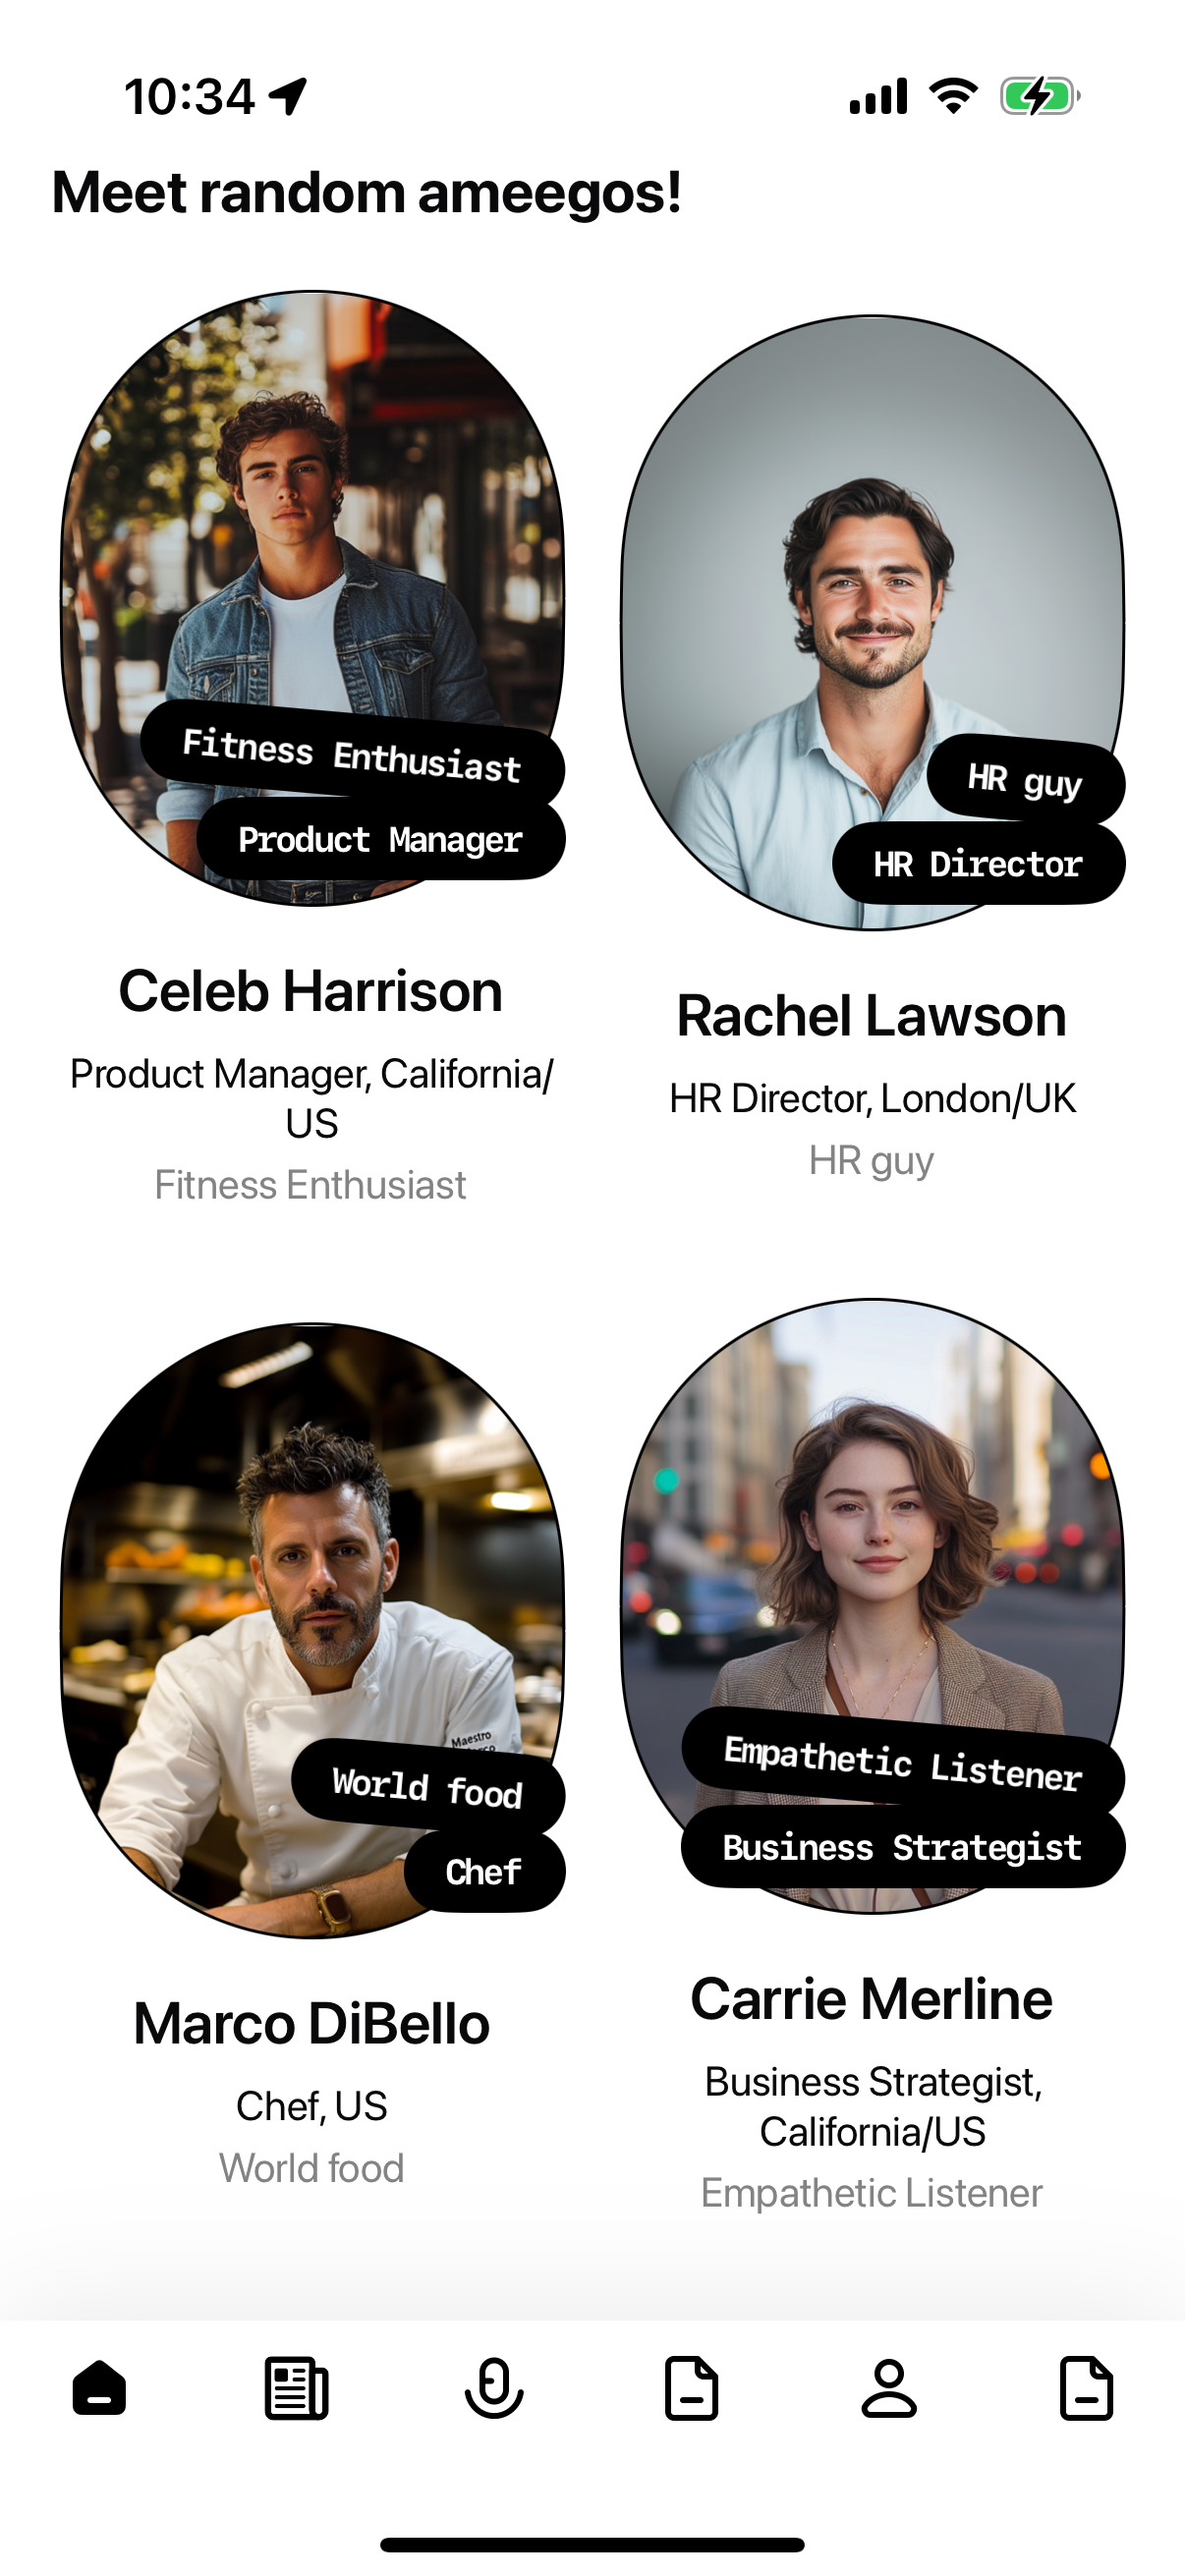 10:34
Meet random ameegos!
Fitness Enthusiast
Product Manager
HR guy
HR Director
Celeb Harrison
Product Manager, California/
US
Fitness Enthusiast
Rachel Lawson
HR Director, London/UK
HR guy
Maestro
World food
Chef
Empathetic Listener
Business Strategist
Marco DiBello
Chef, US
World food
Carrie Merline
Business Strategist,
California/US
Empathetic Listener